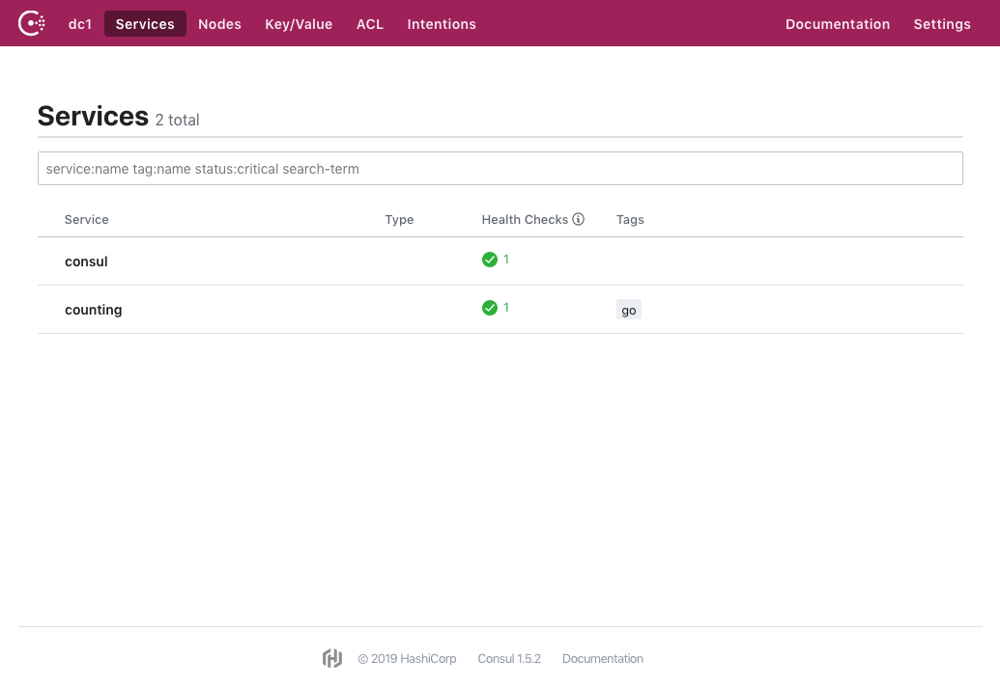 dc1 Services Nodes Key/Value ACL Intentions Documentation Settings
Services 2 total
service:name tag:name status:critical search-term
Service Type Health Checks Tags
consul 1
counting 1 go
© 2019 HashiCorp Consul 1.5.2 Documentation